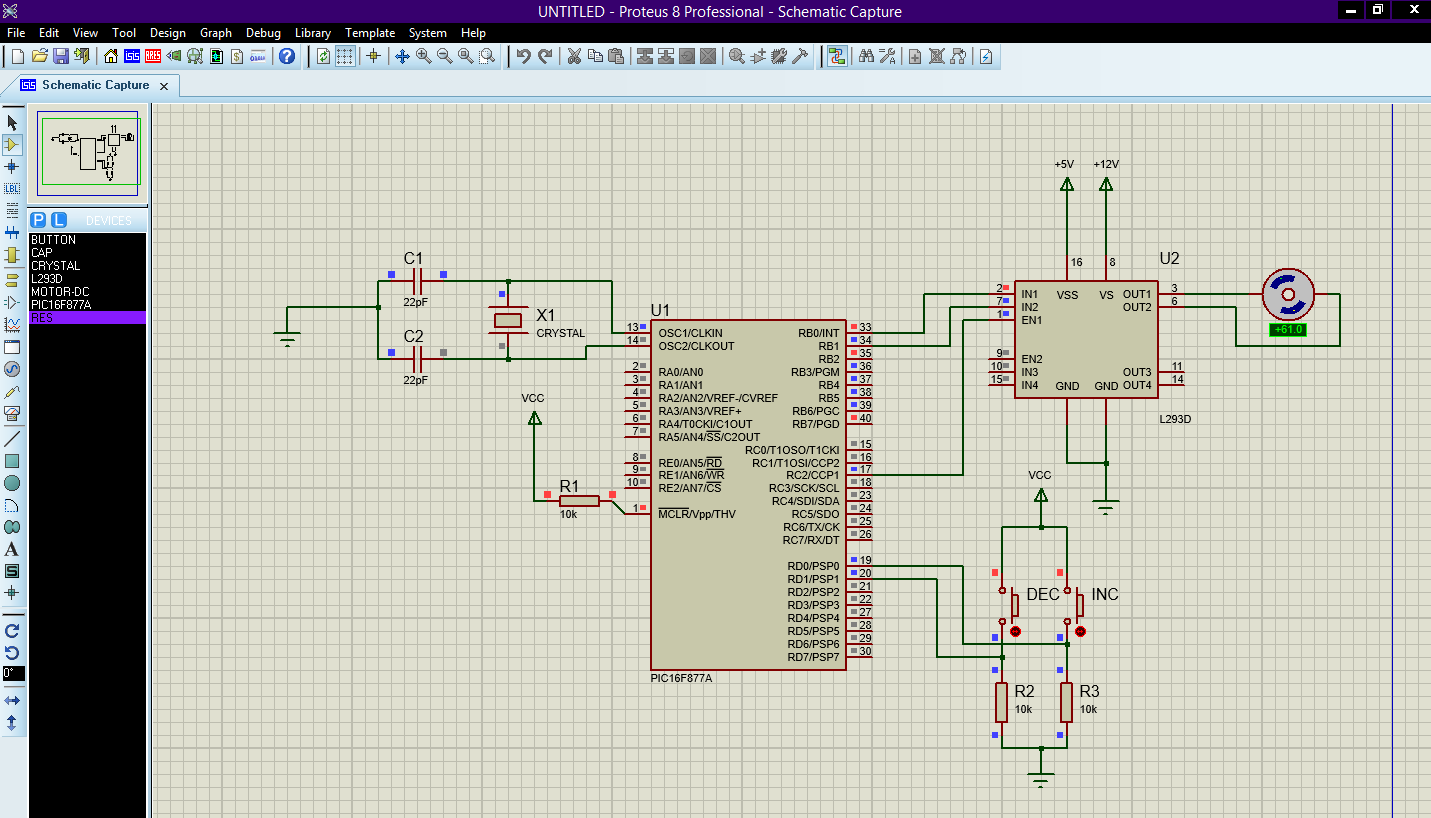 UNTITLED - Proteus 8 Professional - Schematic Capture
File Edit View Tool Design Graph Debug Library Template System Help
Schematic Capture
P L DEVICES
BUTTON
CAP
CRYSTAL
L293D
MOTOR-DC
PIC16F877A
RES
LBL
A
S
0°
C1
22pF
C2
22pF
X1
CRYSTAL
VCC
R1
10k
U1
13 OSC1/CLKIN
14 OSC2/CLKOUT
2 RA0/AN0
3 RA1/AN1
4 RA2/AN2/VREF-/CVREF
5 RA3/AN3/VREF+
6 RA4/T0CKI/C1OUT
7 RA5/AN4/SS/C2OUT
8 RE0/AN5/RD
9 RE1/AN6/WR
10 RE2/AN7/CS
1 MCLR/Vpp/THV
RB0/INT 33
RB1 34
RB2 35
RB3/PGM 36
RB4 37
RB5 38
RB6/PGC 39
RB7/PGD 40
RC0/T1OSO/T1CKI 15
RC1/T1OSI/CCP2 16
RC2/CCP1 17
RC3/SCK/SCL 18
RC4/SDI/SDA 23
RC5/SDO 24
RC6/TX/CK 25
RC7/RX/DT 26
RD0/PSP0 19
RD1/PSP1 20
RD2/PSP2 21
RD3/PSP3 22
RD4/PSP4 27
RD5/PSP5 28
RD6/PSP6 29
RD7/PSP7 30
PIC16F877A
+5V +12V
16 8
U2
2 IN1 VSS VS OUT1 3
7 IN2 OUT2 6
1 EN1
9 EN2
10 IN3 OUT3 11
15 IN4 GND GND OUT4 14
L293D
+61.0
VCC
DEC INC
R2
10k
R3
10k